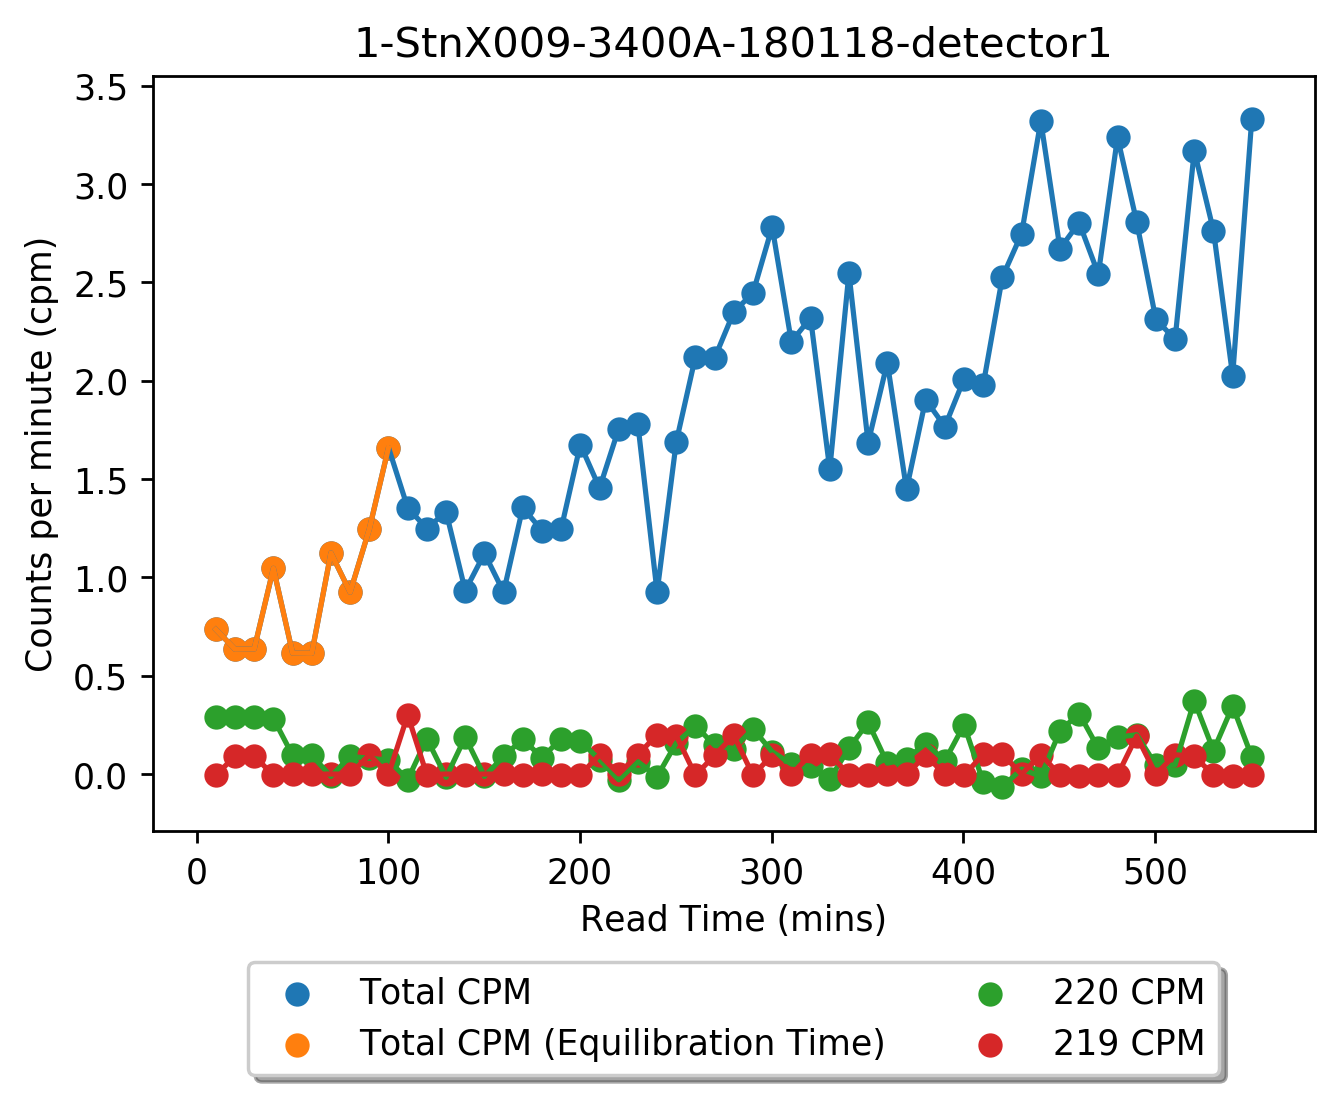 1-StnX009-3400A-180118-detector1
3.5
3.0
2.5
2.0
1.5
1.0
0.5
0.0
Counts per minute (cpm)
0 100 200 300 400 500
Read Time (mins)
Total CPM
Total CPM (Equilibration Time)
220 CPM
219 CPM